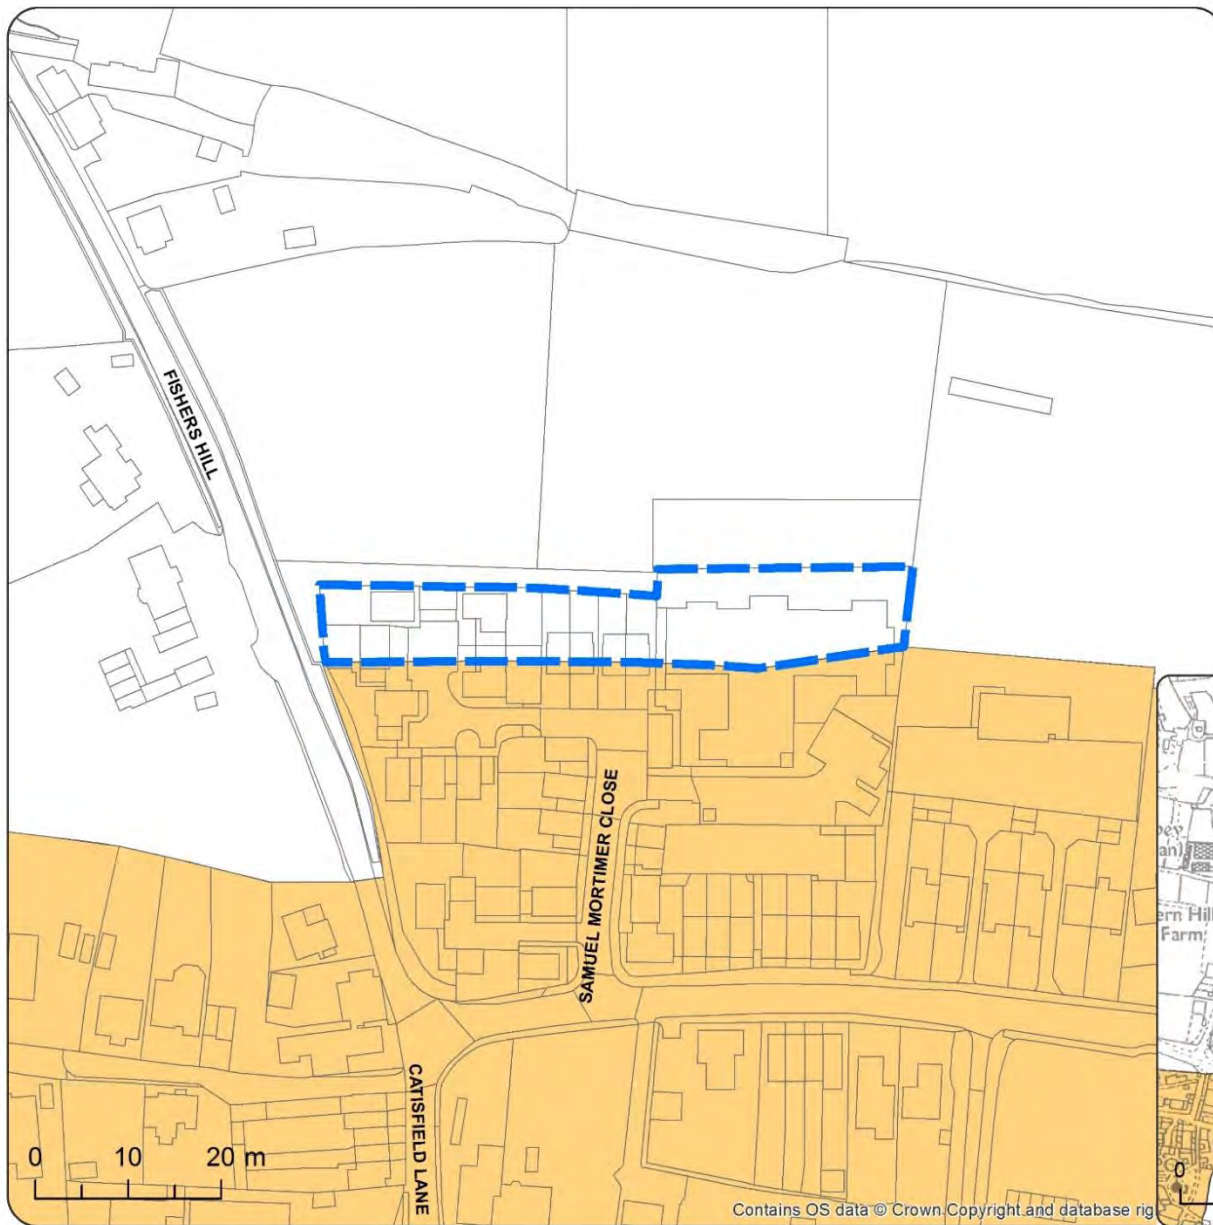 FISHERS HILL
SAMUEL MORTIMER CLOSE
ern Hill
Farm
CATISFIELD LANE
0 10 20 m
0
Contains OS data © Crown Copyright and database rig